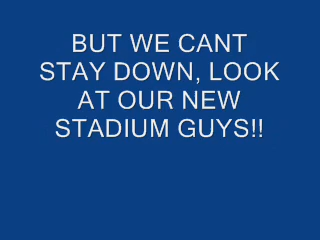 BUT WE CANT
STAY DOWN, LOOK
AT OUR NEW
STADIUM GUYS!!